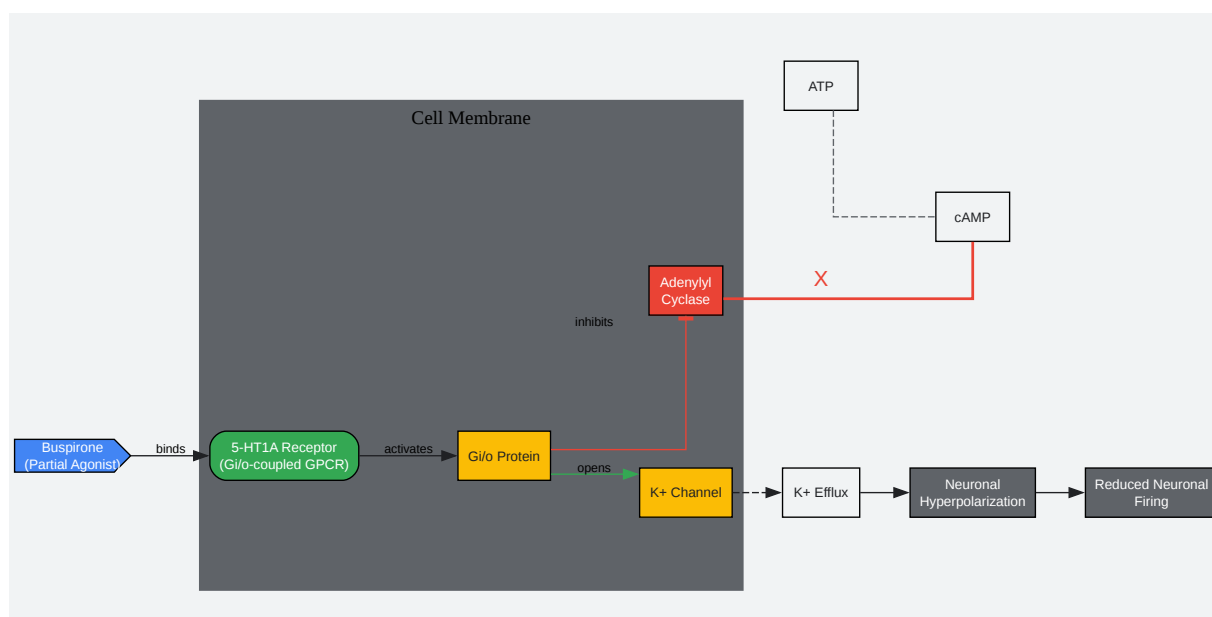 ATP
Cell Membrane
cAMP
X
Adenylyl
Cyclase
inhibits
Buspirone
(Partial Agonist)
binds
5-HT1A Receptor
(Gi/o-coupled GPCR)
activates
Gi/o Protein
opens
K+ Channel
K+ Efflux
Neuronal
Hyperpolarization
Reduced Neuronal
Firing